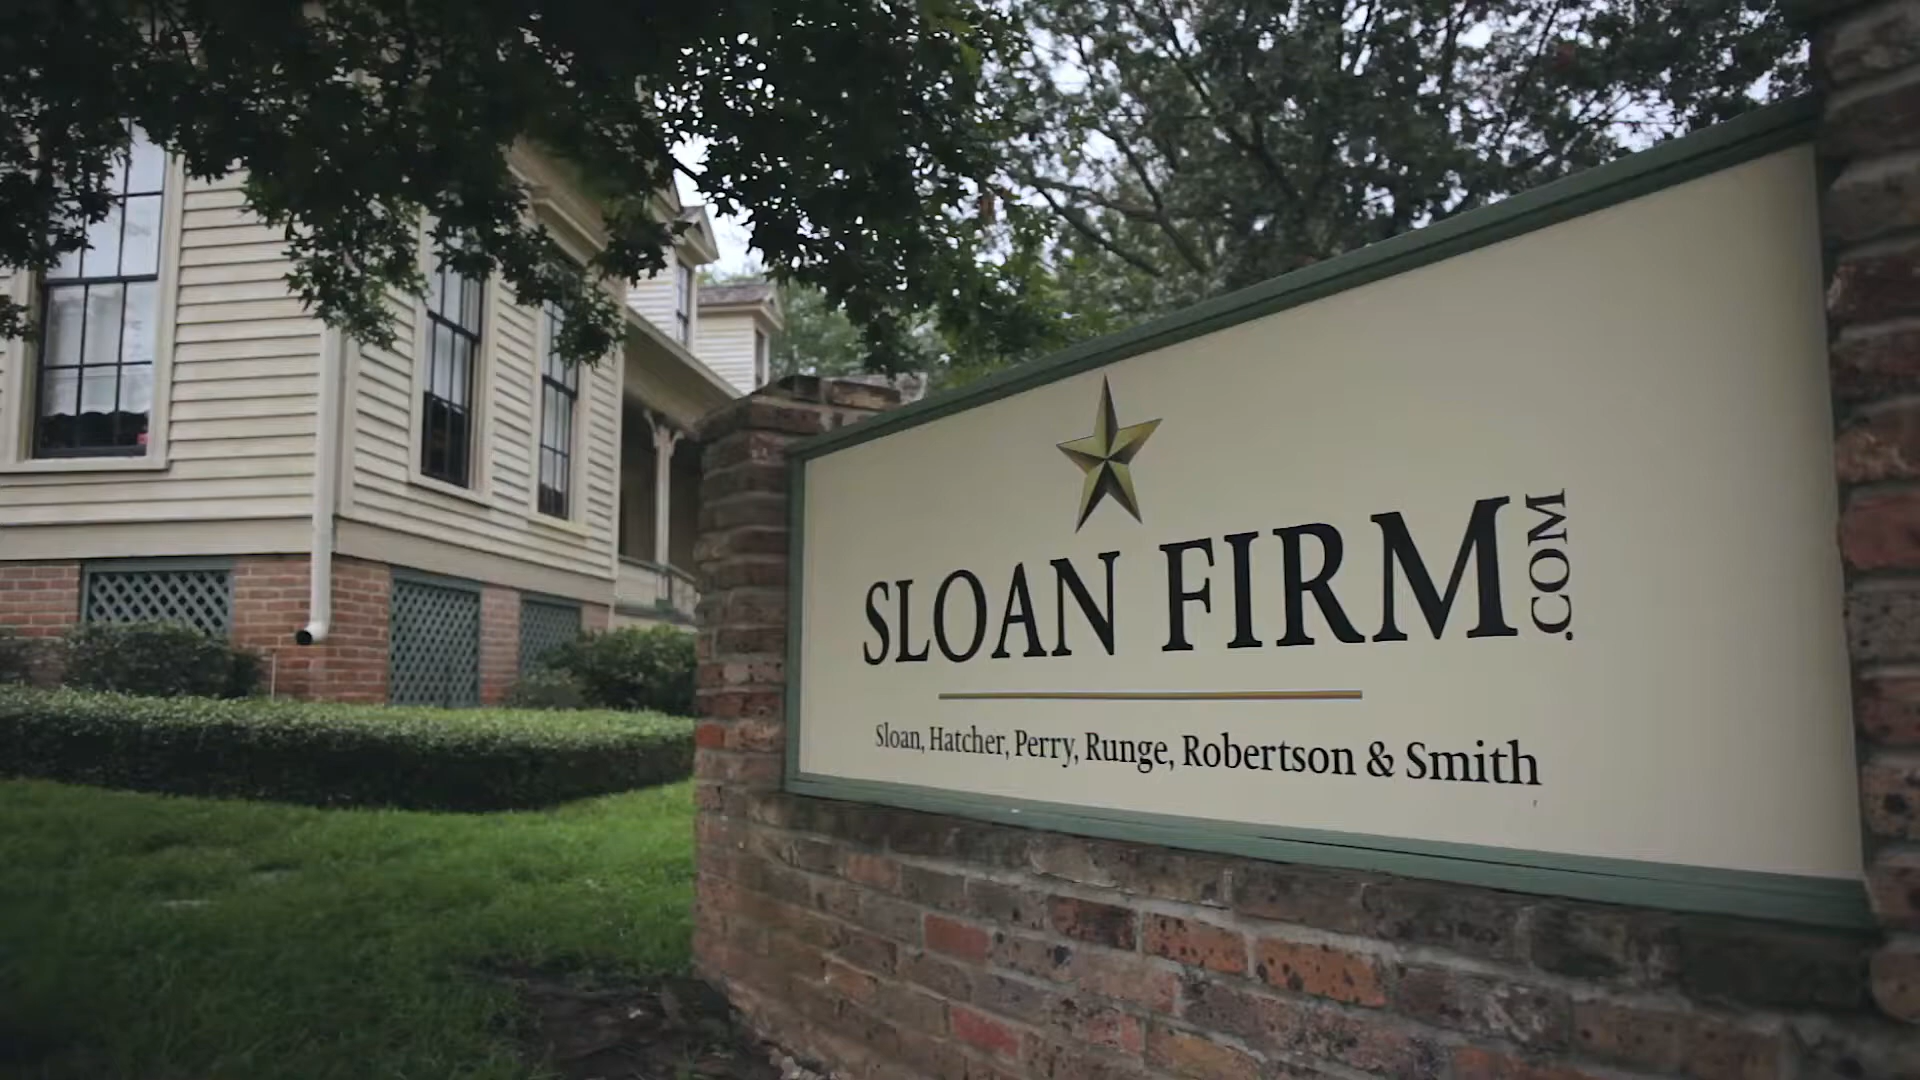 SLOAN FIRM.COM
Sloan, Hatcher, Perry, Runge, Robertson & Smith